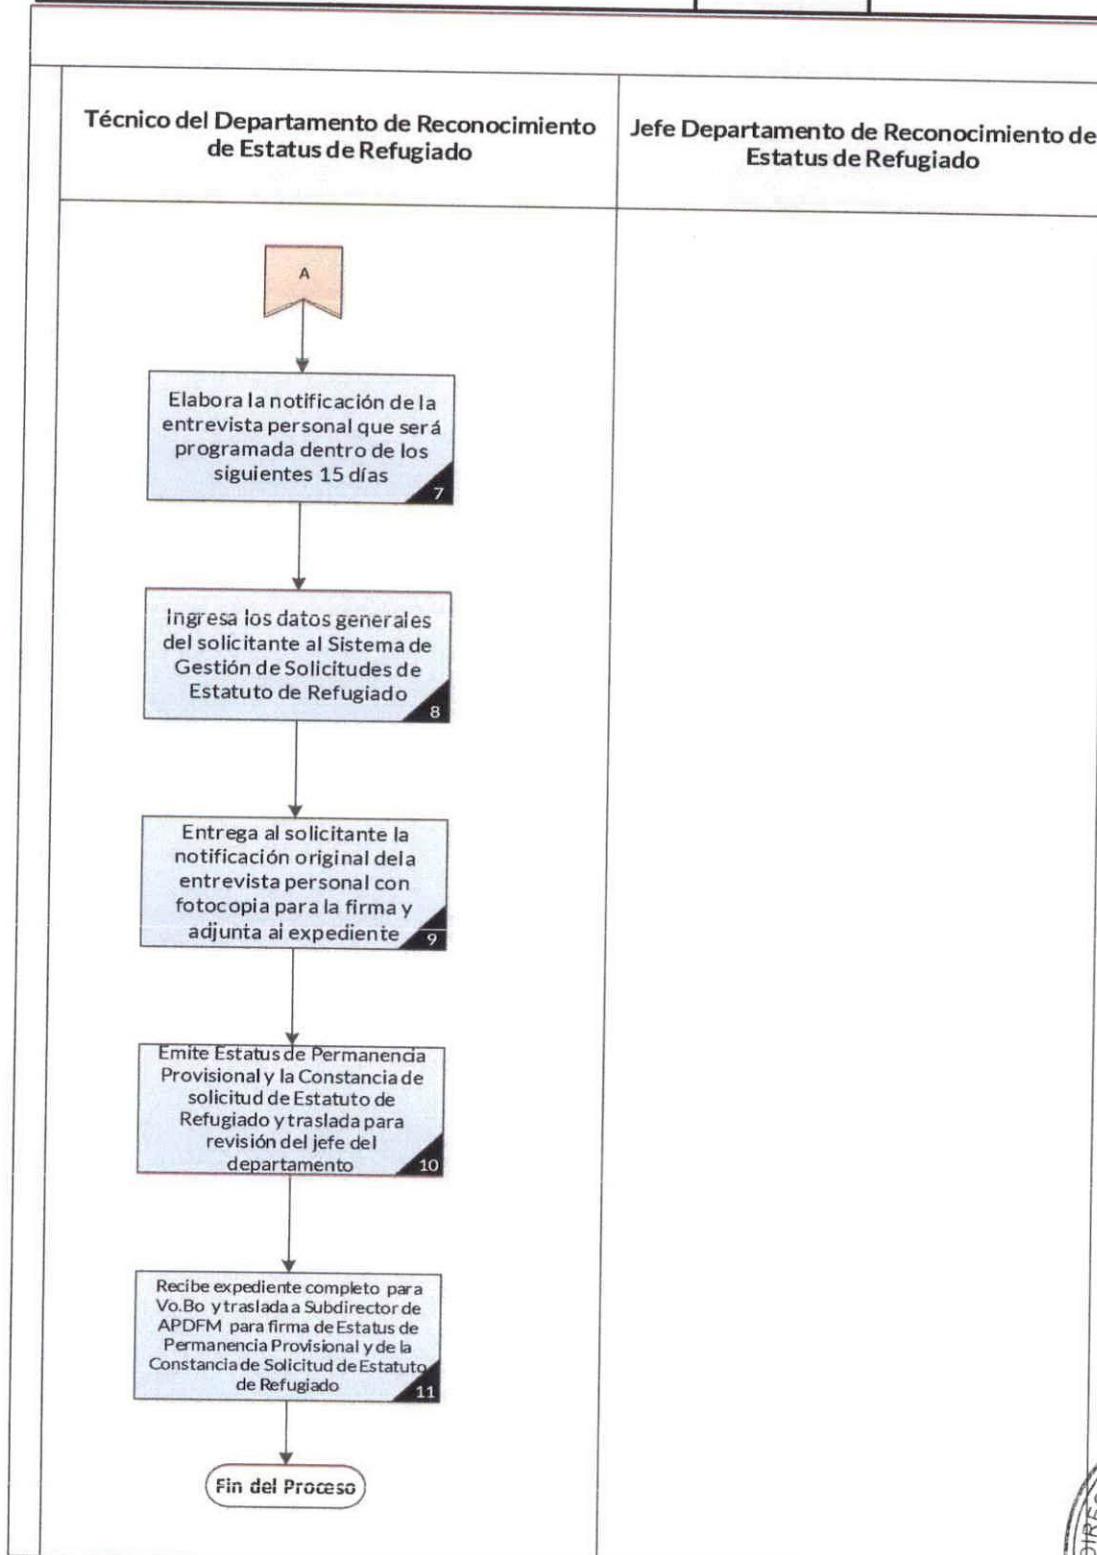 Técnico del Departamento de Reconocimiento
de Estatus de Refugiado
Jefe Departamento de Reconocimiento de
Estatus de Refugiado
A
Elabora la notificación de la
entrevista personal que será
programada dentro de los
siguientes 15 días
7
Ingresa los datos generales
del solicitante al Sistema de
Gestión de Solicitudes de
Estatuto de Refugiado
8
Entrega al solicitante la
notificación original dela
entrevista personal con
fotocopia para la firma y
adjunta al expediente
9
Emite Estatus de Permanencia
Provisional y la Constancia de
solicitud de Estatuto de
Refugiado y traslada para
revisión del jefe del
departamento
10
Recibe expediente completo para
Vo.Bo y traslada a Subdirector de
APDFM para firma de Estatus de
Permanencia Provisional y de la
Constancia de Solicitud de Estatuto
de Refugiado
11
Fin del Proceso